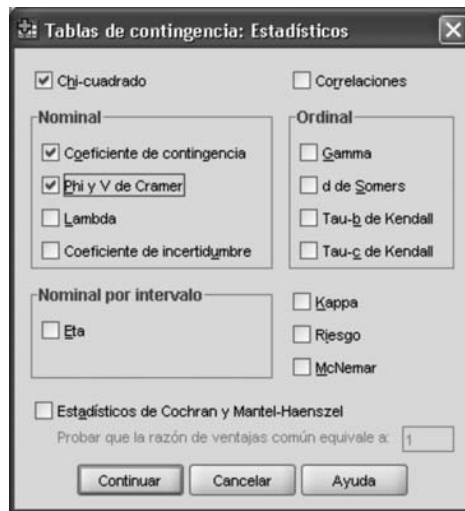 Tablas de contingencia: Estadísticos
Chi-cuadrado
Correlaciones
Nominal
Coeficiente de contingencia
Phi y V de Cramer
Lambda
Coeficiente de incertidumbre
Ordinal
Gamma
d de Somers
Tau-b de Kendall
Tau-c de Kendall
Nominal por intervalo
Eta
Kappa
Riesgo
McNemar
Estadísticos de Cochran y Mantel-Haenszel
Probar que la razón de ventajas común equivale a: 1
Continuar Cancelar Ayuda